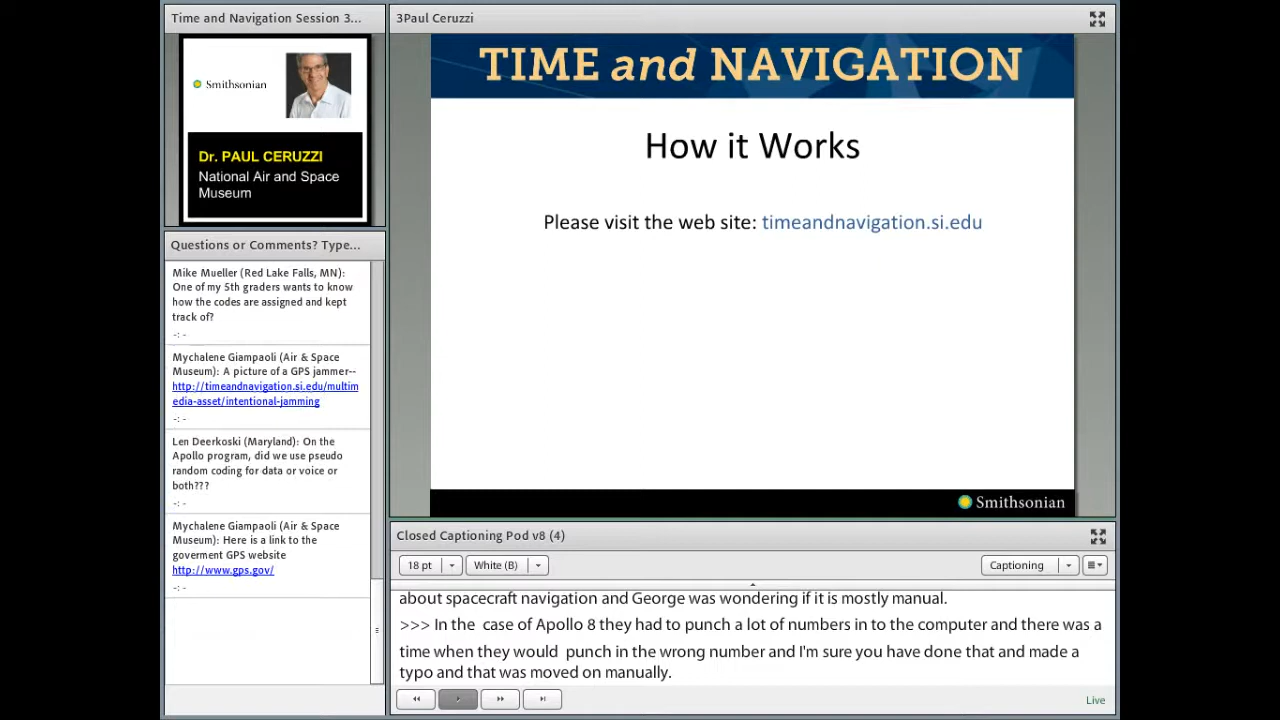 Time and Navigation Session 3...
Smithsonian
Dr. PAUL CERUZZI
National Air and Space
Museum
Questions or Comments? Type...
Mike Mueller (Red Lake Falls, MN):
One of my 5th graders wants to know
how the codes are assigned and kept
track of?
-: -
Mychalene Giampaoli (Air & Space
Museum): A picture of a GPS jammer--
http://timeandnavigation.si.edu/multim
edia-asset/intentional-jamming
-: -
Len Deerkoski (Maryland): On the
Apollo program, did we use pseudo
random coding for data or voice or
both???
-: -
Mychalene Giampaoli (Air & Space
Museum): Here is a link to the
goverment GPS website
http://www.gps.gov/
-: -
3Paul Ceruzzi
TIME and NAVIGATION
How it Works
Please visit the web site: timeandnavigation.si.edu
Smithsonian
Closed Captioning Pod v8 (4)
18 pt White (B) Captioning
about spacecraft navigation and George was wondering if it is mostly manual.
>>> In the case of Apollo 8 they had to punch a lot of numbers in to the computer and there was a
time when they would punch in the wrong number and I'm sure you have done that and made a
typo and that was moved on manually.
Live